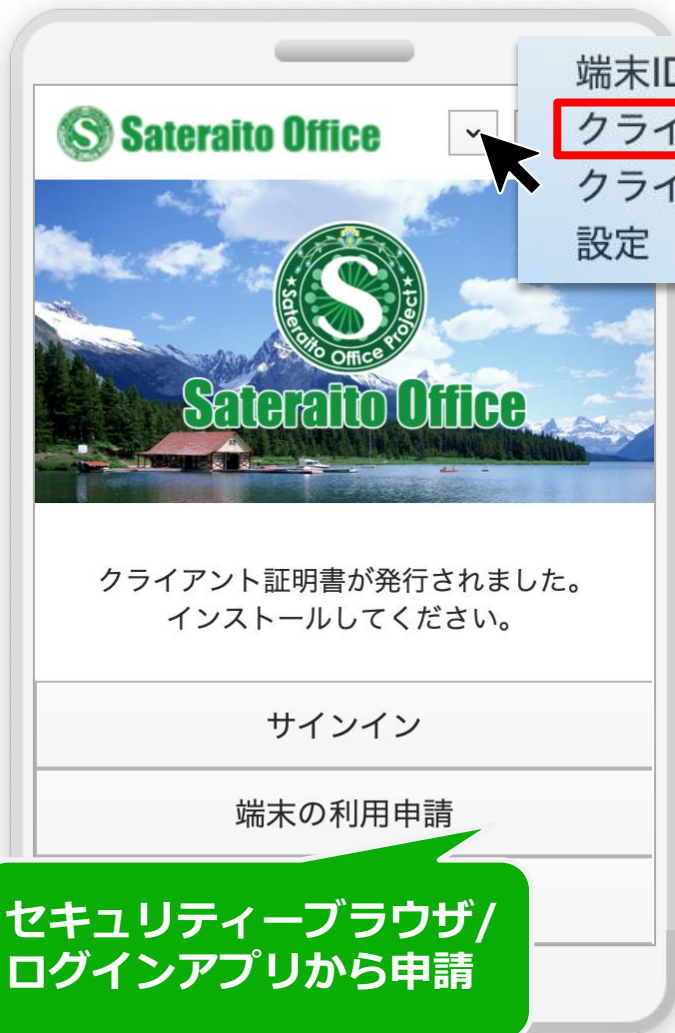 Sateraito Office
端末ID
クライ
クライ
設定
Sateraito Office Project
S
Sateraito Office
クライアント証明書が発行されました。
インストールしてください。
サインイン
端末の利用申請
セキュリティーブラウザ/
ログインアプリから申請